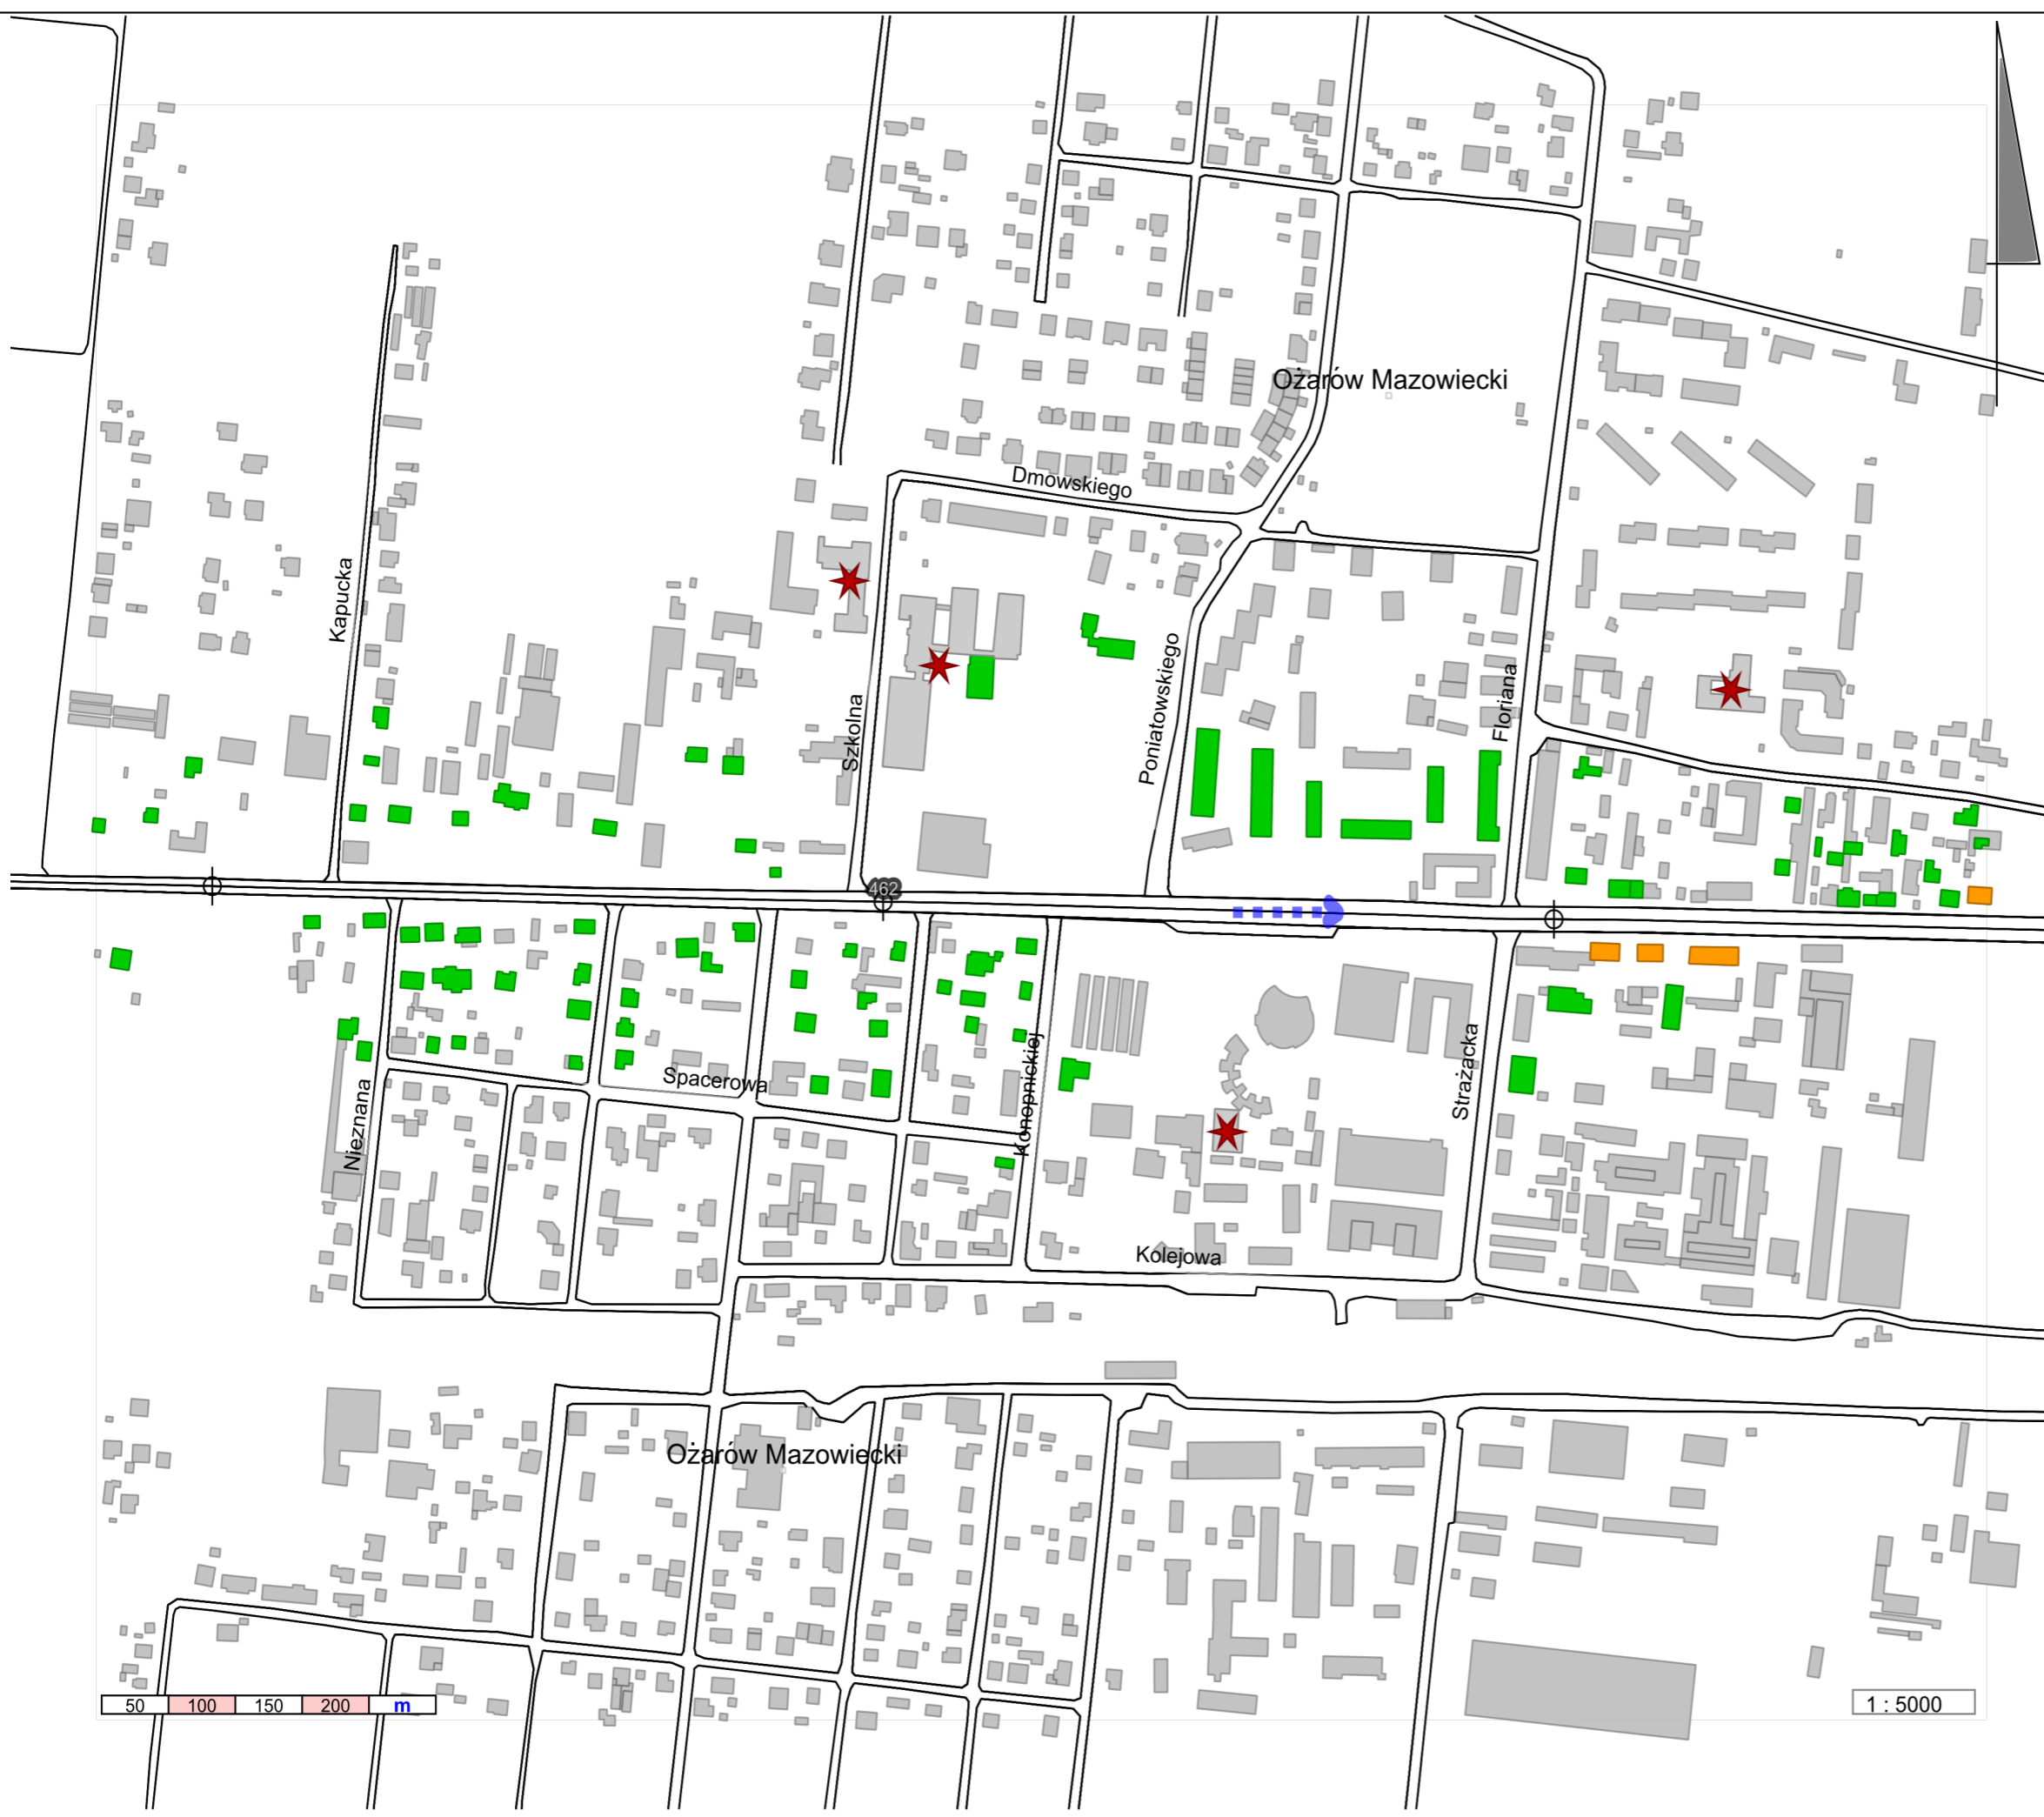 Ożarów Mazowiecki
Dmowskiego
Kapucka
Szkolna
Poniatowskiego
Floriana
462
Nieznana
Spacerowa
Konopnickiej
Strażacka
Kolejowa
Ożarów Mazowiecki
50 100 150 200 m
1 : 5000